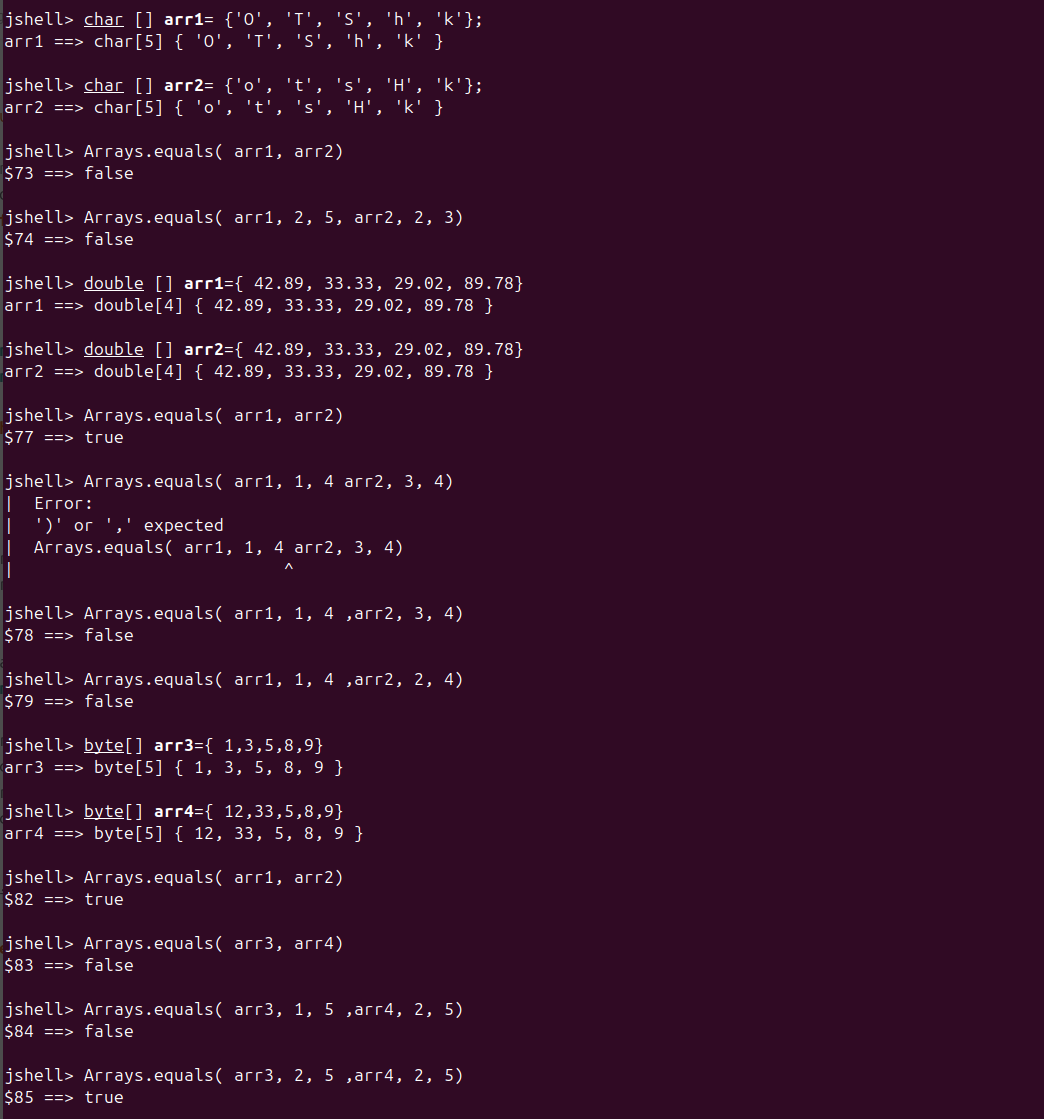 jshell> char [] arr1= {'O', 'T', 'S', 'h', 'k'};
arr1 ==> char[5] { 'O', 'T', 'S', 'h', 'k' }
jshell> char [] arr2= {'o', 't', 's', 'H', 'k'};
arr2 ==> char[5] { 'o', 't', 's', 'H', 'k' }
jshell> Arrays.equals( arr1, arr2)
$73 ==> false
jshell> Arrays.equals( arr1, 2, 5, arr2, 2, 3)
$74 ==> false
jshell> double [] arr1={ 42.89, 33.33, 29.02, 89.78}
arr1 ==> double[4] { 42.89, 33.33, 29.02, 89.78 }
jshell> double [] arr2={ 42.89, 33.33, 29.02, 89.78}
arr2 ==> double[4] { 42.89, 33.33, 29.02, 89.78 }
jshell> Arrays.equals( arr1, arr2)
$77 ==> true
jshell> Arrays.equals( arr1, 1, 4 arr2, 3, 4)
|  Error:
|  ')' or ',' expected
|  Arrays.equals( arr1, 1, 4 arr2, 3, 4)
|                           ^
jshell> Arrays.equals( arr1, 1, 4 ,arr2, 3, 4)
$78 ==> false
jshell> Arrays.equals( arr1, 1, 4 ,arr2, 2, 4)
$79 ==> false
jshell> byte[] arr3={ 1,3,5,8,9}
arr3 ==> byte[5] { 1, 3, 5, 8, 9 }
jshell> byte[] arr4={ 12,33,5,8,9}
arr4 ==> byte[5] { 12, 33, 5, 8, 9 }
jshell> Arrays.equals( arr1, arr2)
$82 ==> true
jshell> Arrays.equals( arr3, arr4)
$83 ==> false
jshell> Arrays.equals( arr3, 1, 5 ,arr4, 2, 5)
$84 ==> false
jshell> Arrays.equals( arr3, 2, 5 ,arr4, 2, 5)
$85 ==> true